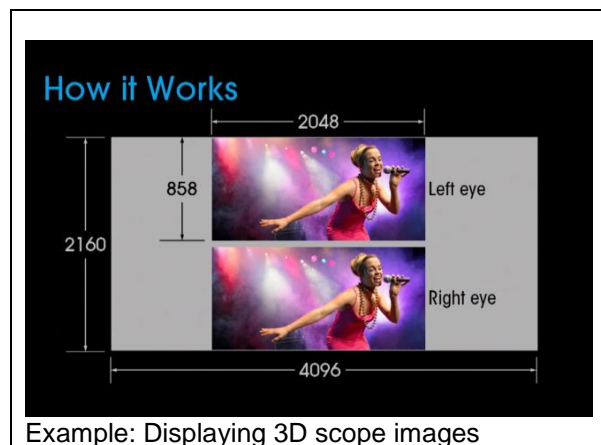 How it Works
2048
858
Left eye
2160
Right eye
4096
Example: Displaying 3D scope images